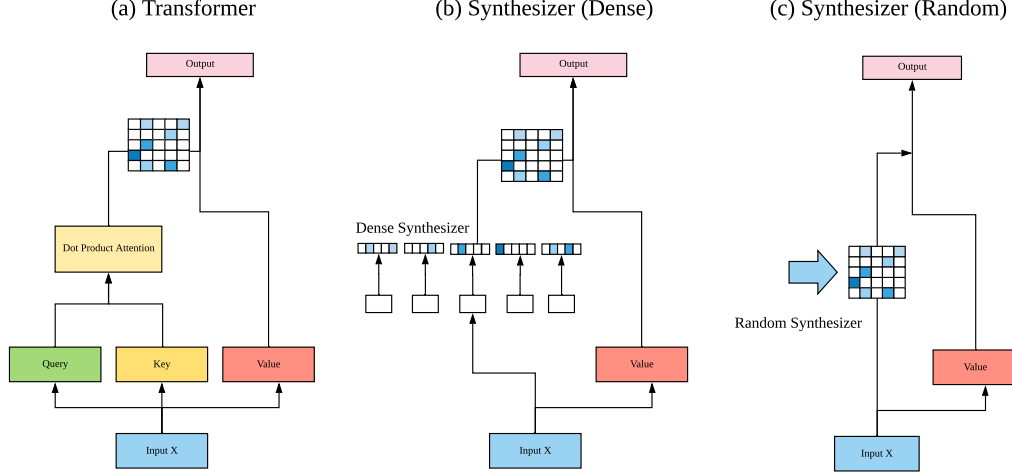 (a) Transformer
Output
Dot Product Attention
Query
Key
Value
Input X
(b) Synthesizer (Dense)
Output
Dense Synthesizer
Value
Input X
(c) Synthesizer (Random)
Output
Random Synthesizer
Value
Input X